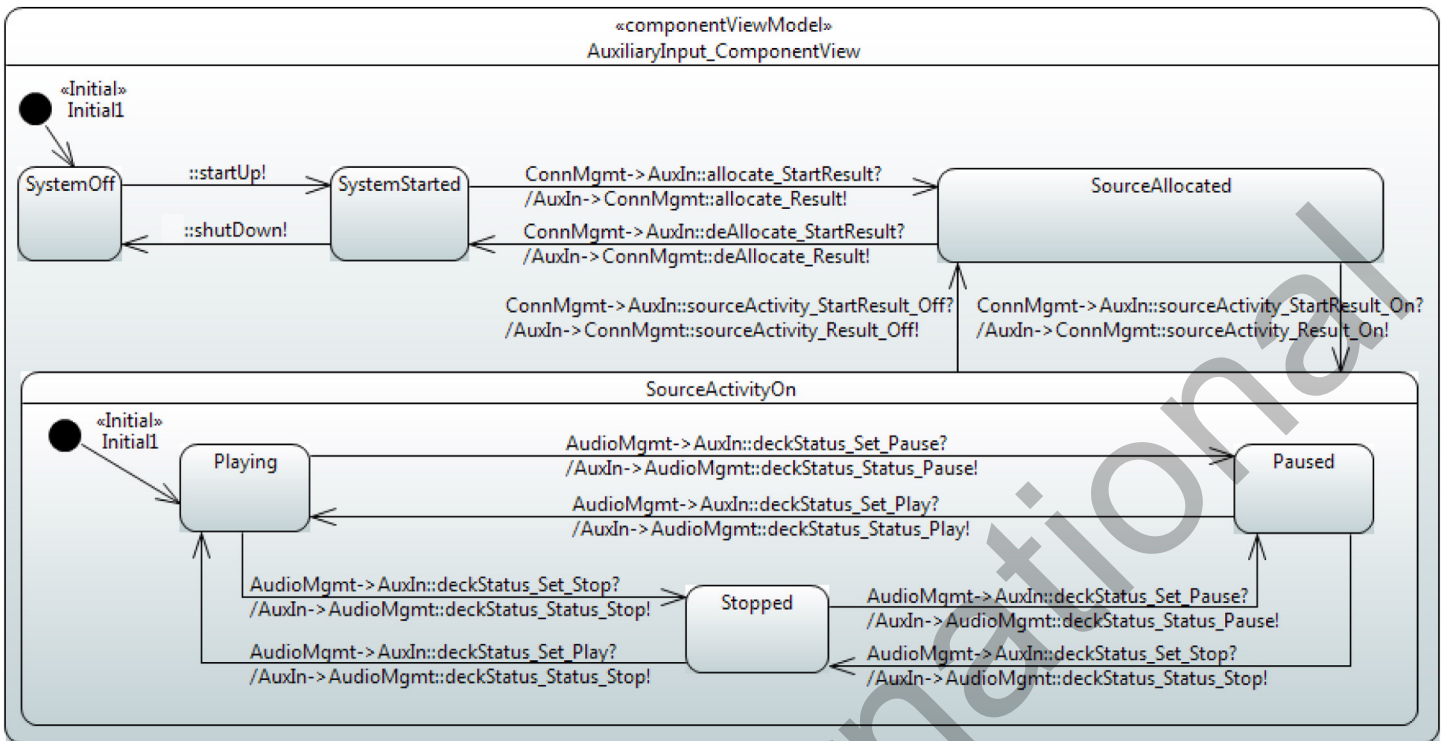 «componentViewModel»
AuxiliaryInput_ComponentView
«Initial»
Initial1
SystemOff
::startUp!
::shutDown!
SystemStarted
ConnMgmt->AuxIn::allocate_StartResult?
/AuxIn->ConnMgmt::allocate_Result!
ConnMgmt->AuxIn::deAllocate_StartResult?
/AuxIn->ConnMgmt::deAllocate_Result!
SourceAllocated
ConnMgmt->AuxIn::sourceActivity_StartResult_Off?
/AuxIn->ConnMgmt::sourceActivity_Result_Off!
ConnMgmt->AuxIn::sourceActivity_StartResult_On?
/AuxIn->ConnMgmt::sourceActivity_Result_On!
SourceActivityOn
«Initial»
Initial1
Playing
AudioMgmt->AuxIn::deckStatus_Set_Pause?
/AuxIn->AudioMgmt::deckStatus_Status_Pause!
AudioMgmt->AuxIn::deckStatus_Set_Play?
/AuxIn->AudioMgmt::deckStatus_Status_Play!
Paused
AudioMgmt->AuxIn::deckStatus_Set_Stop?
/AuxIn->AudioMgmt::deckStatus_Status_Stop!
AudioMgmt->AuxIn::deckStatus_Set_Play?
/AuxIn->AudioMgmt::deckStatus_Status_Stop!
Stopped
AudioMgmt->AuxIn::deckStatus_Set_Pause?
/AuxIn->AudioMgmt::deckStatus_Status_Pause!
AudioMgmt->AuxIn::deckStatus_Set_Stop?
/AuxIn->AudioMgmt::deckStatus_Status_Stop!
national